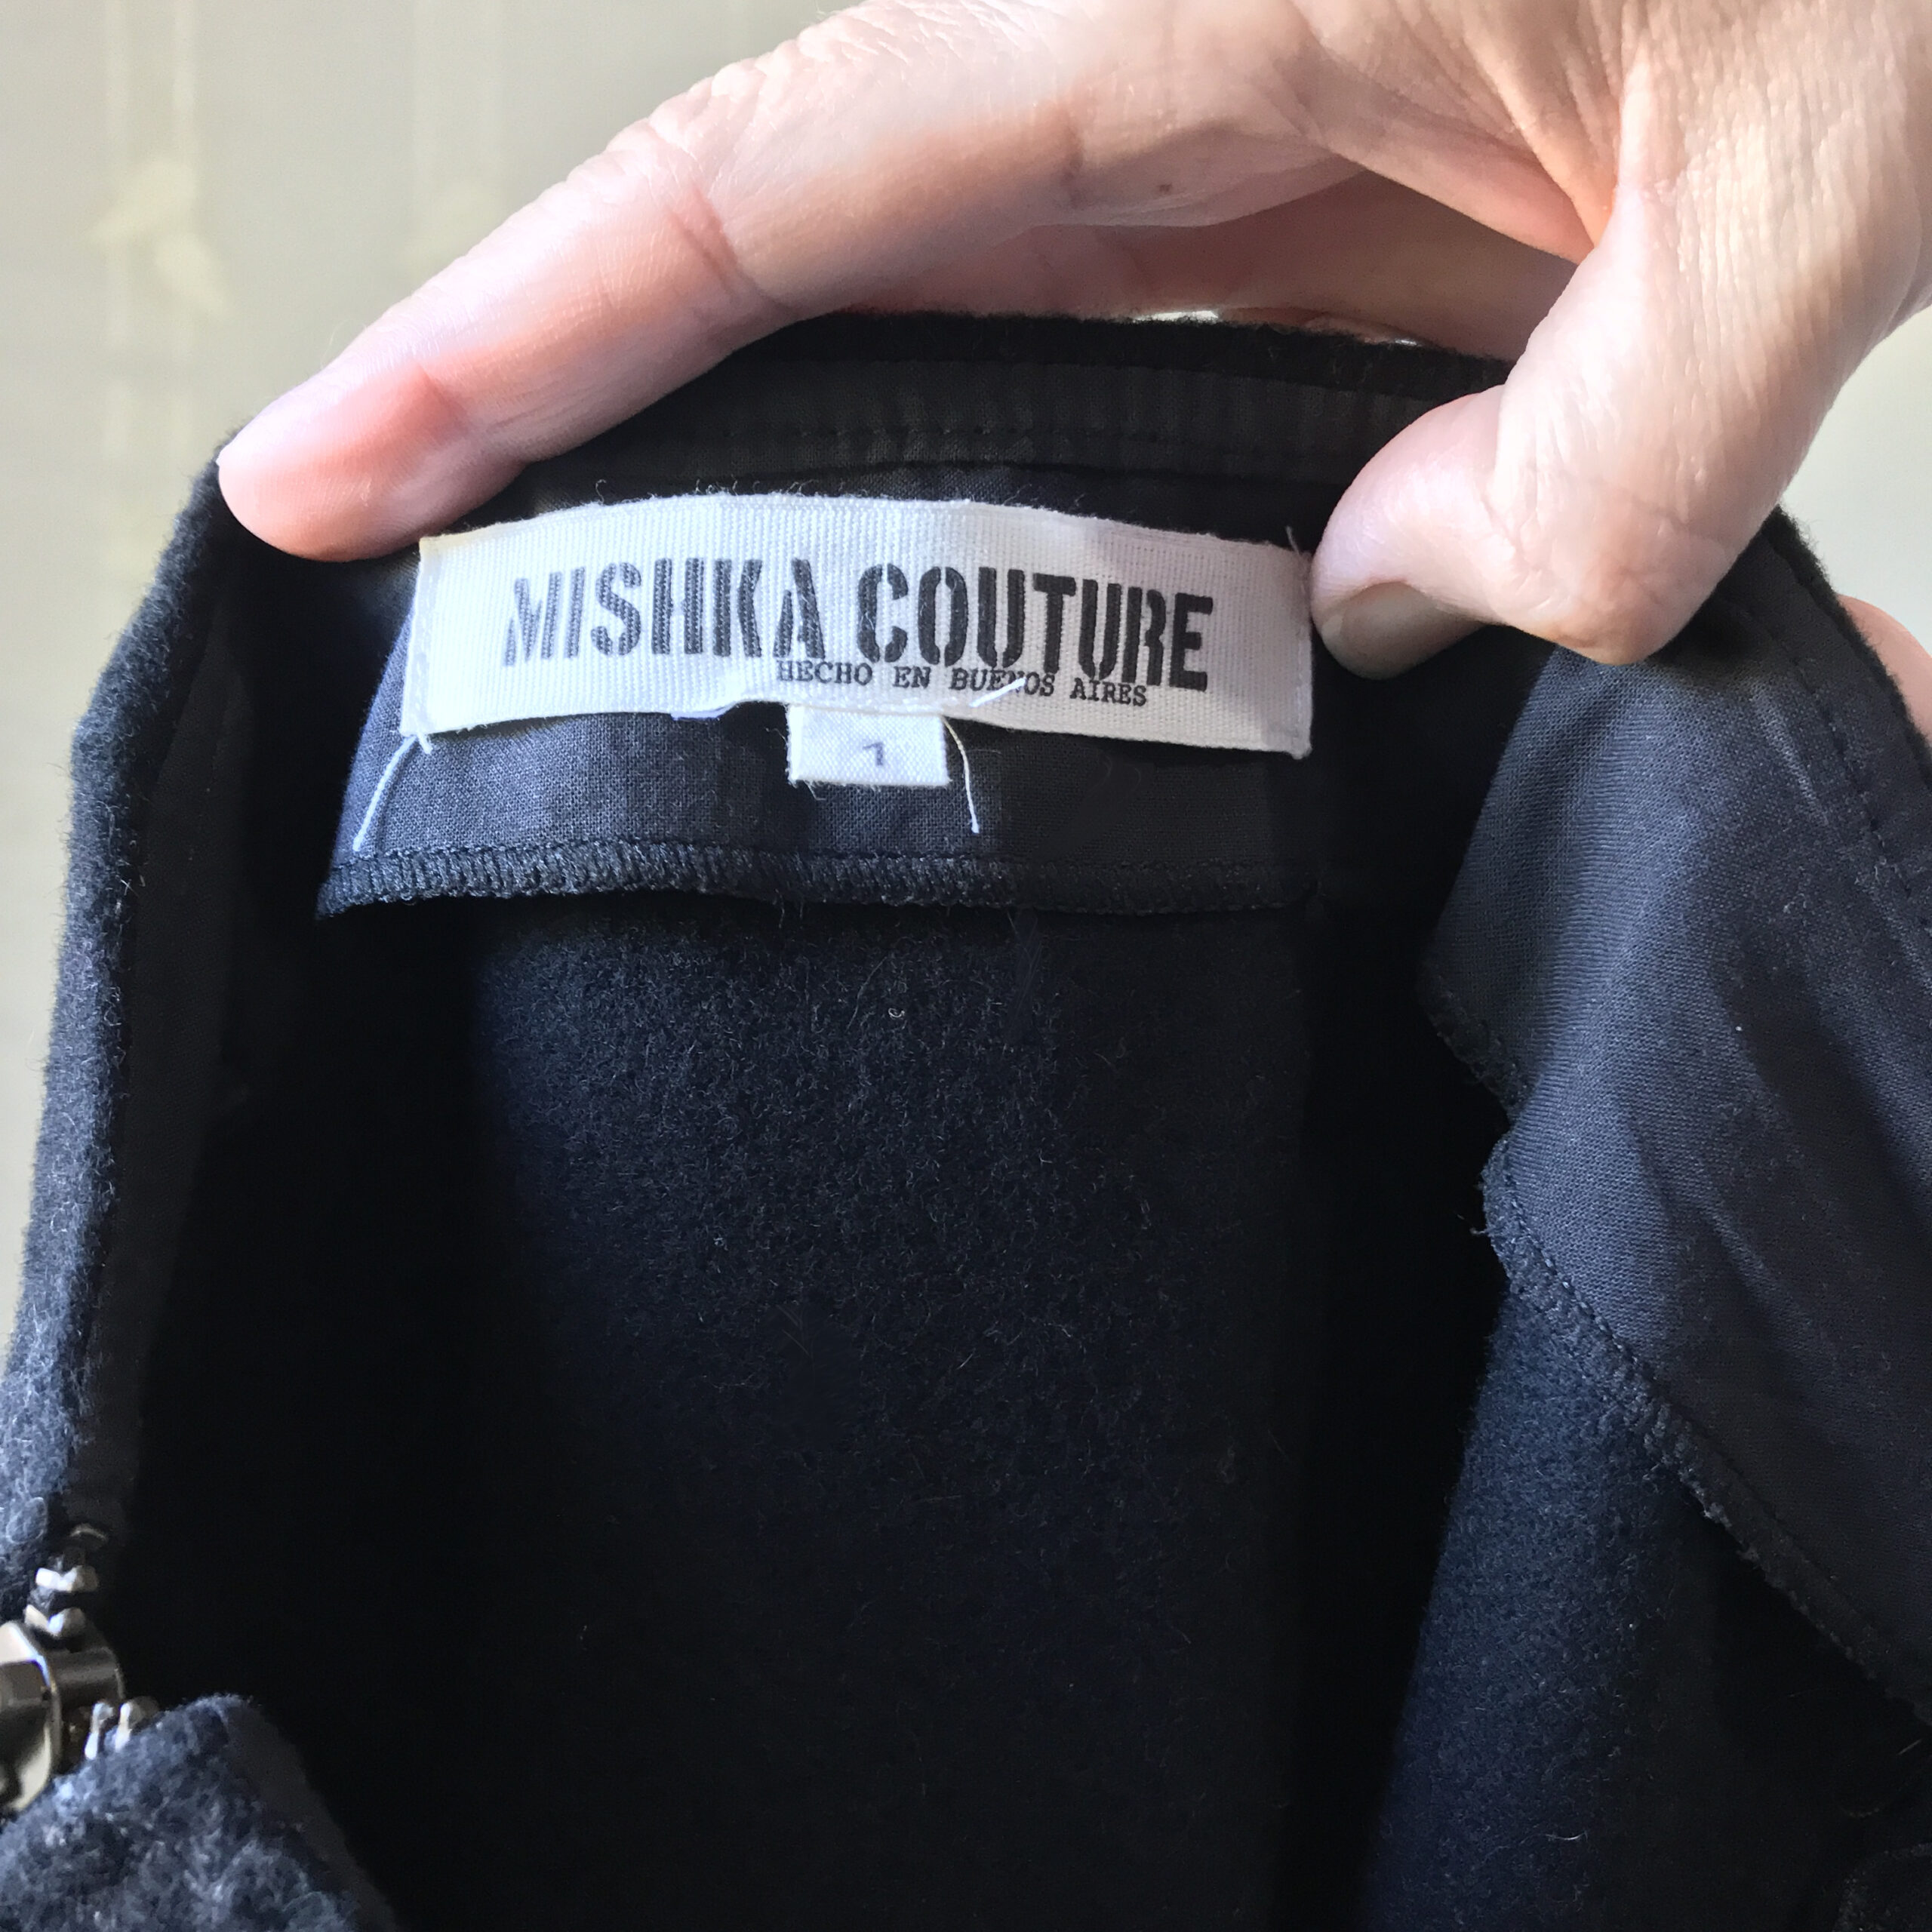 MISHKA COUTURE
HECHO EN BUENOS AIRES
1